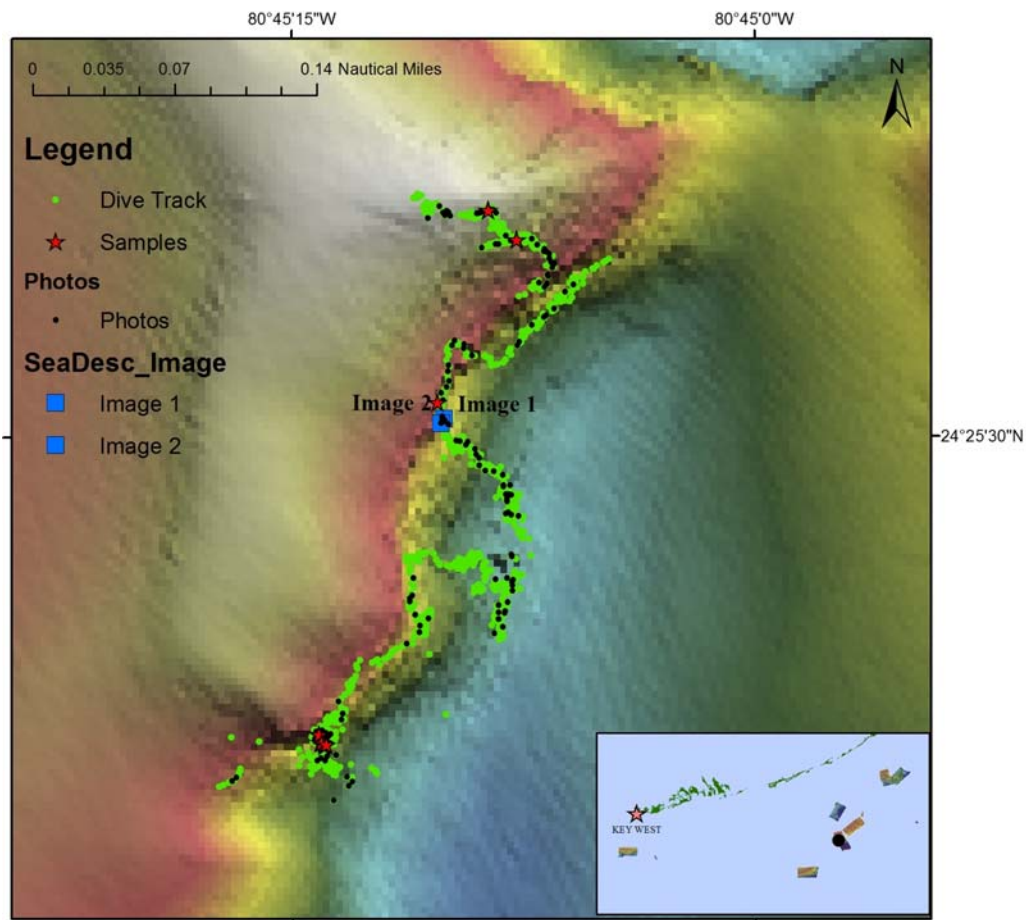 80°45'15"W 80°45'0"W
0 0.035 0.07 0.14 Nautical Miles
N
Legend
Dive Track
Samples
Photos
Photos
SeaDesc_Image
Image 1
Image 2
Image 2 Image 1
24°25'30"N
KEY WEST